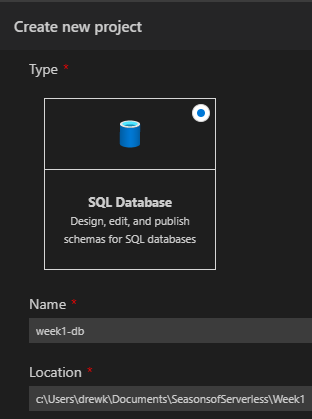 Create new project
Type *
SQL Database
Design, edit, and publish
schemas for SQL databases
Name *
week1-db
Location *
c:\Users\drewk\Documents\SeasonsofServerless\Week1